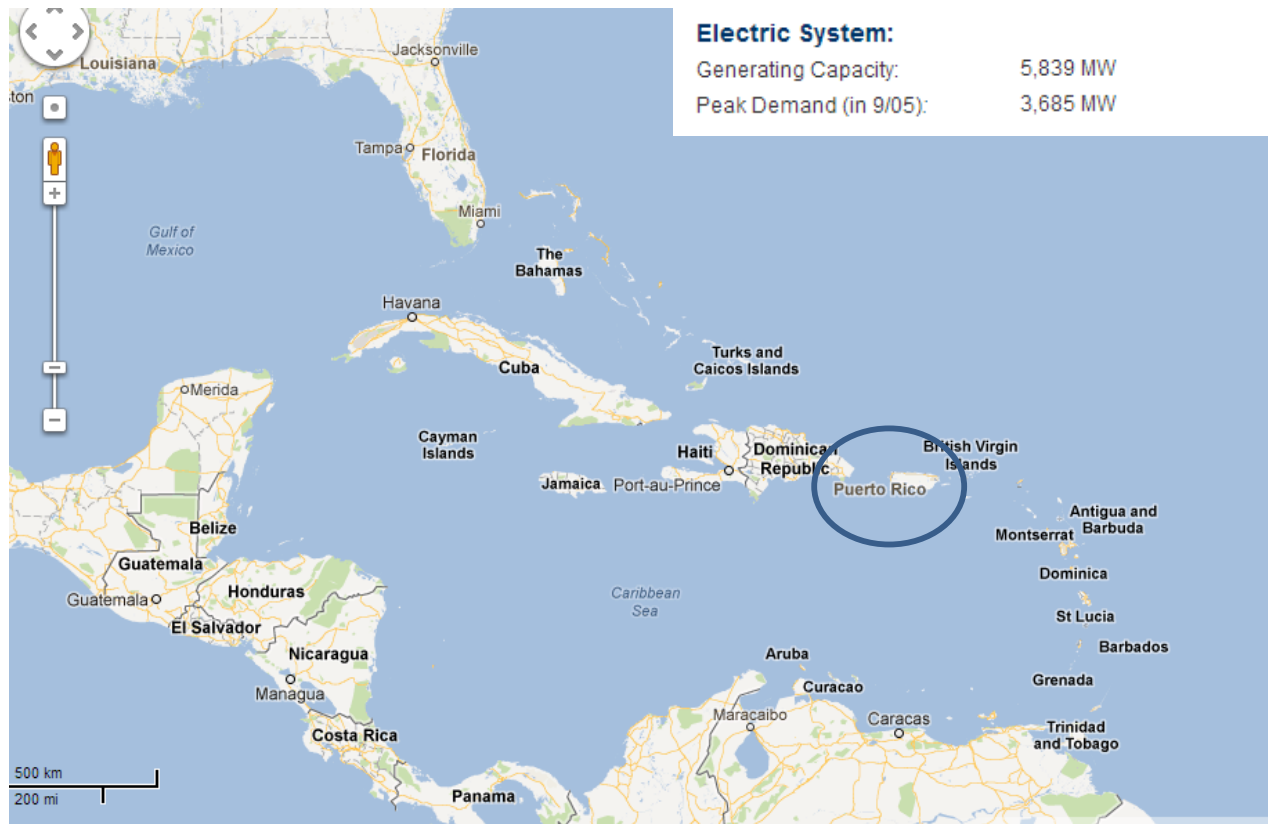 Electric System:
Generating Capacity: 5,839 MW
Peak Demand (in 9/05): 3,685 MW
Jacksonville
Louisiana
ton
Tampa
Florida
Miami
Gulf of
Mexico
The
Bahamas
Havana
Turks and
Caicos Islands
Cuba
Merida
Cayman
Islands
Haiti
Dominican
Republic
British Virgin
Islands
Jamaica
Port-au-Prince
Puerto Rico
Antigua and
Barbuda
Belize
Montserrat
Guatemala
Dominica
Honduras
Guatemala
Caribbean
Sea
El Salvador
St Lucia
Nicaragua
Aruba
Barbados
Managua
Curacao
Grenada
Maracaibo
Caracas
Costa Rica
Trinidad
and Tobago
500 km
200 mi
Panama